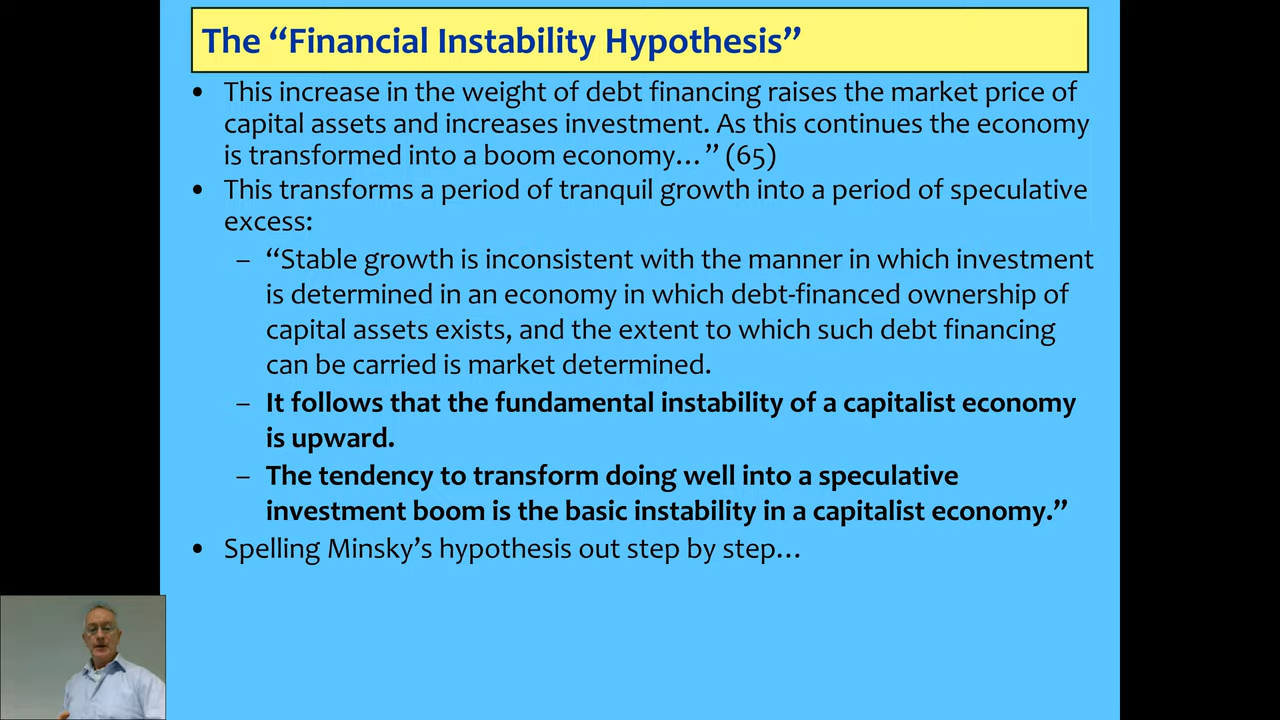 The “Financial Instability Hypothesis”
• This increase in the weight of debt financing raises the market price of
capital assets and increases investment. As this continues the economy
is transformed into a boom economy… ” (65)
• This transforms a period of tranquil growth into a period of speculative
excess:
– “Stable growth is inconsistent with the manner in which investment
is determined in an economy in which debt-financed ownership of
capital assets exists, and the extent to which such debt financing
can be carried is market determined.
– It follows that the fundamental instability of a capitalist economy
is upward.
– The tendency to transform doing well into a speculative
investment boom is the basic instability in a capitalist economy.”
• Spelling Minsky’s hypothesis out step by step…